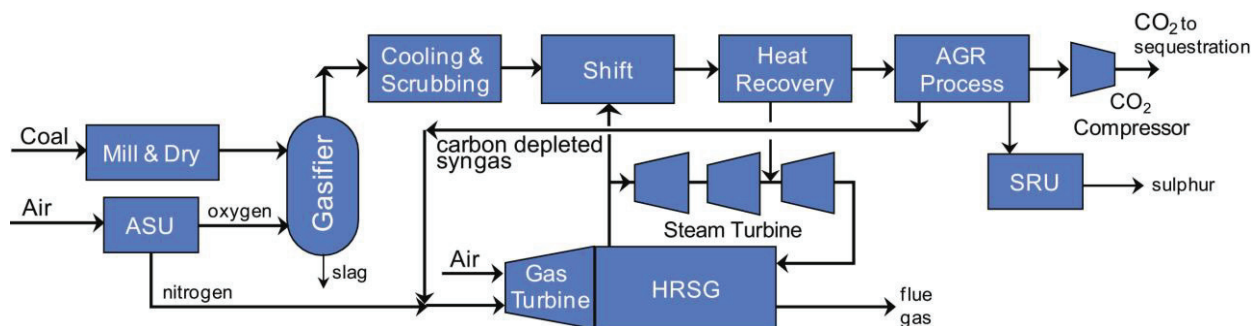 Coal
Mill & Dry
Air
ASU
oxygen
nitrogen
Gasifier
slag
Cooling &
Scrubbing
Shift
Heat
Recovery
AGR
Process
CO2 to
sequestration
CO2
Compressor
carbon depleted
syngas
SRU
sulphur
Steam Turbine
Air
Gas
Turbine
HRSG
flue
gas